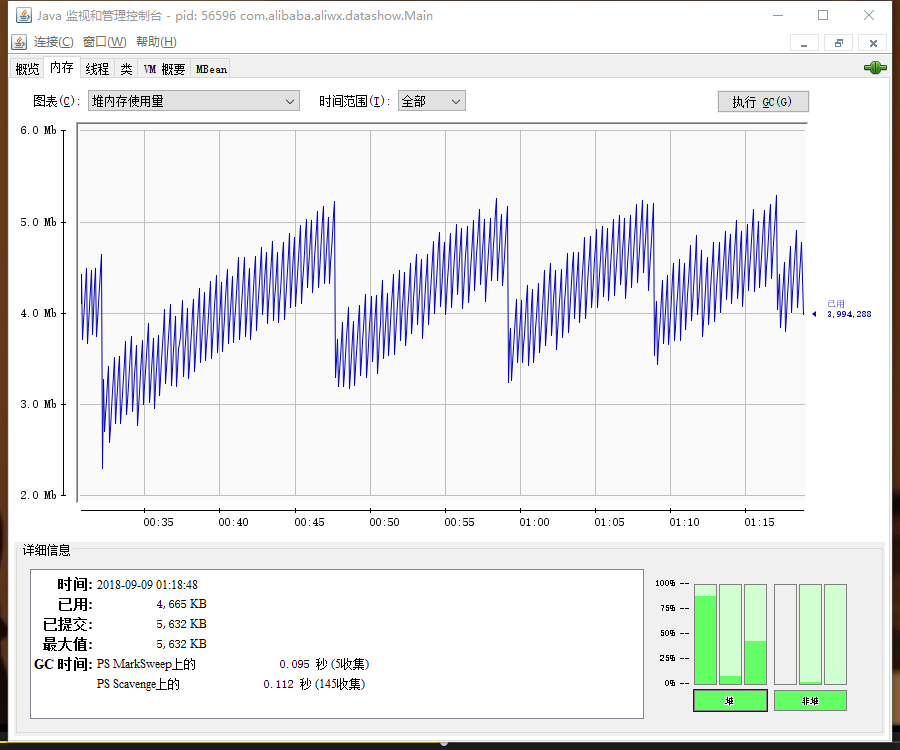 Java 监视和管理控制台 - pid: 56596 com.alibaba.aliwx.datashow.Main
连接(C) 窗口(W) 帮助(H)
概览 内存 线程 类 VM 概要 MBean
图表(C): 堆内存使用量 时间范围(T): 全部 执行 GC(G)
6.0 Mb
5.0 Mb
4.0 Mb
3.0 Mb
2.0 Mb
已用
3,994,288
00:35 00:40 00:45 00:50 00:55 01:00 01:05 01:10 01:15
详细信息
时间: 2018-09-09 01:18:48
已用: 4,665 KB
已提交: 5,632 KB
最大值: 5,632 KB
GC 时间: PS MarkSweep上的 0.095 秒 (5收集)
PS Scavenge上的 0.112 秒 (145收集)
100% --
75% --
50% --
25% --
0% --
堆 非堆